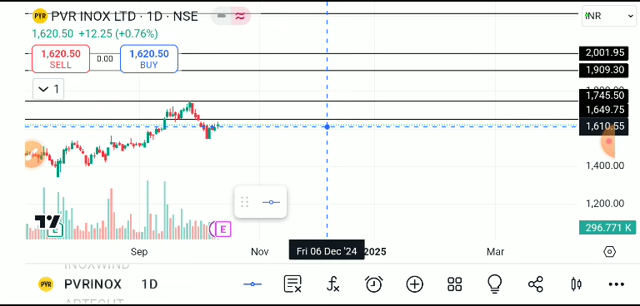 PVR PVR INOX LTD · 1D · NSE
INR
1,620.50 +12.25 (+0.76%)
1,620.50 SELL
0.00
1,620.50 BUY
2,001.95
1,909.30
1
1,745.50
1,649.75
1,610.55
1,400.00
1,200.00
E
296.771 K
Sep
Nov
Fri 06 Dec '24
2025
Mar
INOXWIND
PVR PVRINOX 1D